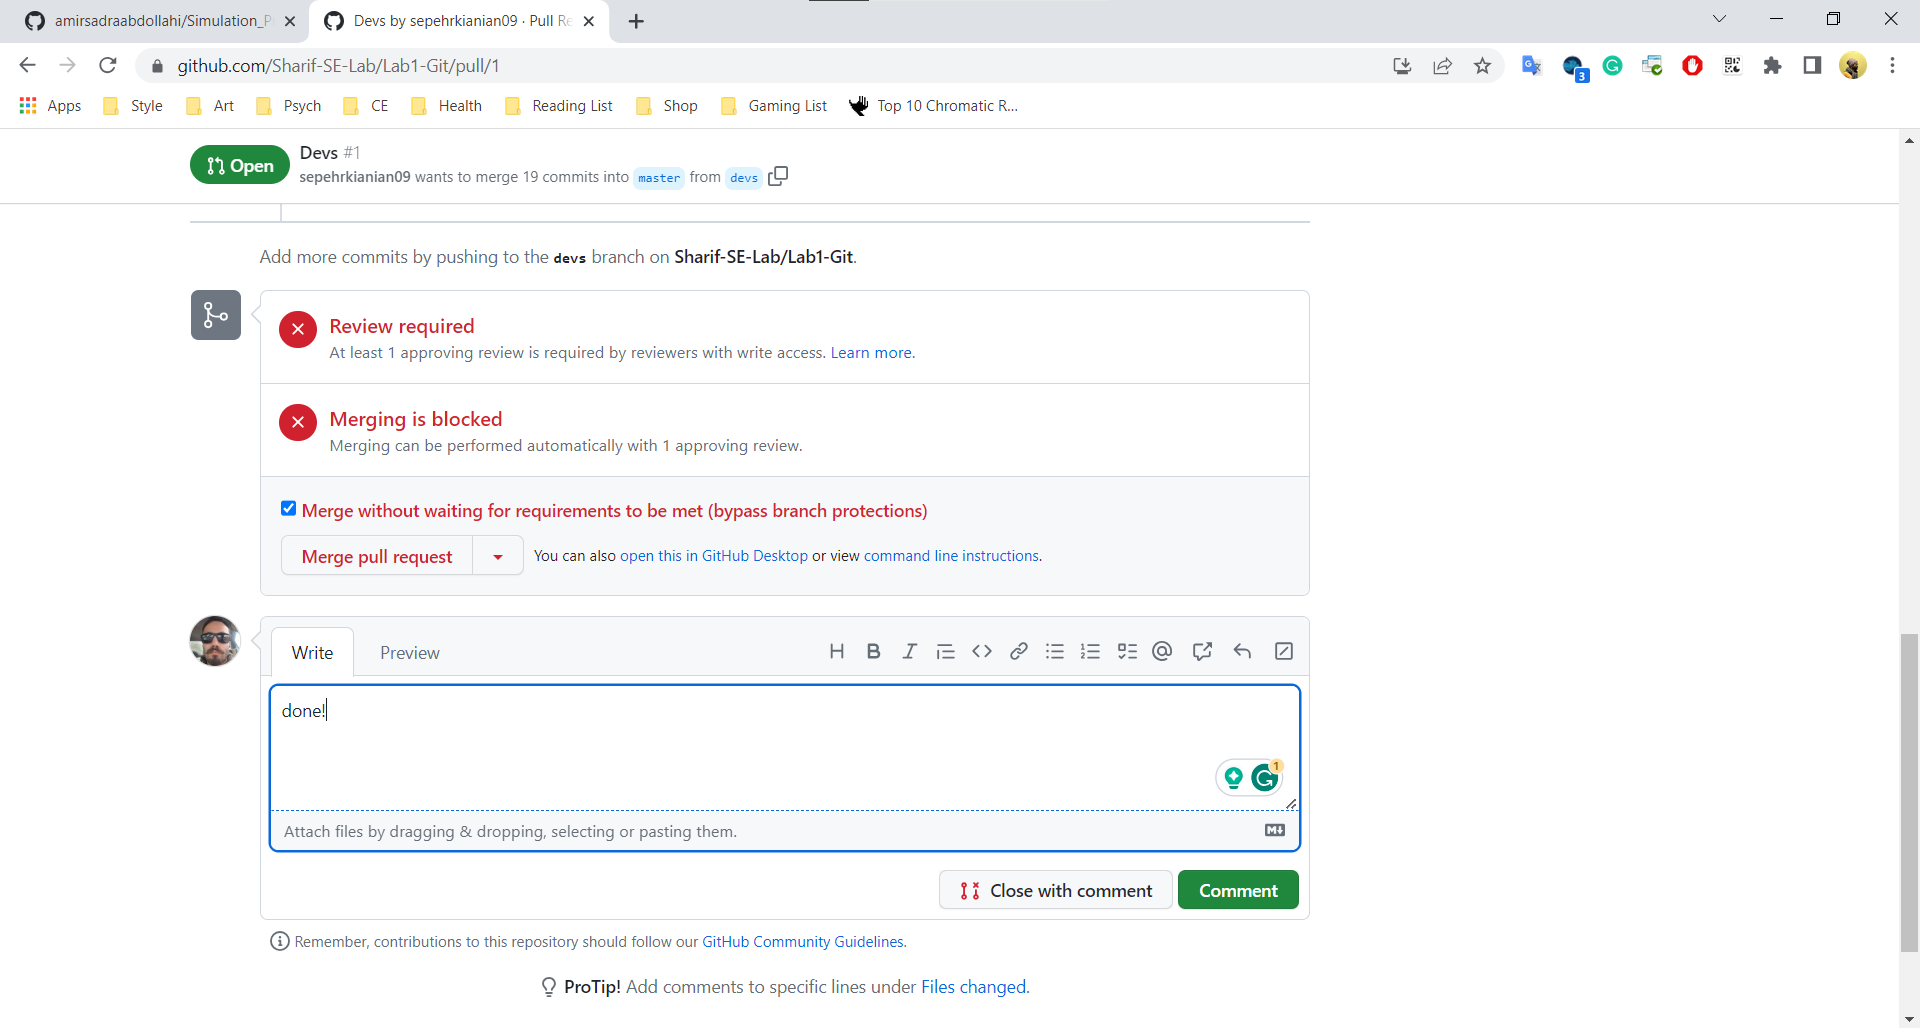 amirsadraabdollahi/Simulation_P
Devs by sepehrkianian09 · Pull Re
github.com/Sharif-SE-Lab/Lab1-Git/pull/1
3
Apps Style Art Psych CE Health Reading List Shop Gaming List Top 10 Chromatic R...
Open
Devs #1
sepehrkianian09 wants to merge 19 commits into master from devs
Add more commits by pushing to the devs branch on Sharif-SE-Lab/Lab1-Git.
Review required
At least 1 approving review is required by reviewers with write access. Learn more.
Merging is blocked
Merging can be performed automatically with 1 approving review.
Merge without waiting for requirements to be met (bypass branch protections)
Merge pull request You can also open this in GitHub Desktop or view command line instructions.
Write Preview
done!
1
Attach files by dragging & dropping, selecting or pasting them.
Close with comment Comment
Remember, contributions to this repository should follow our GitHub Community Guidelines.
ProTip! Add comments to specific lines under Files changed.